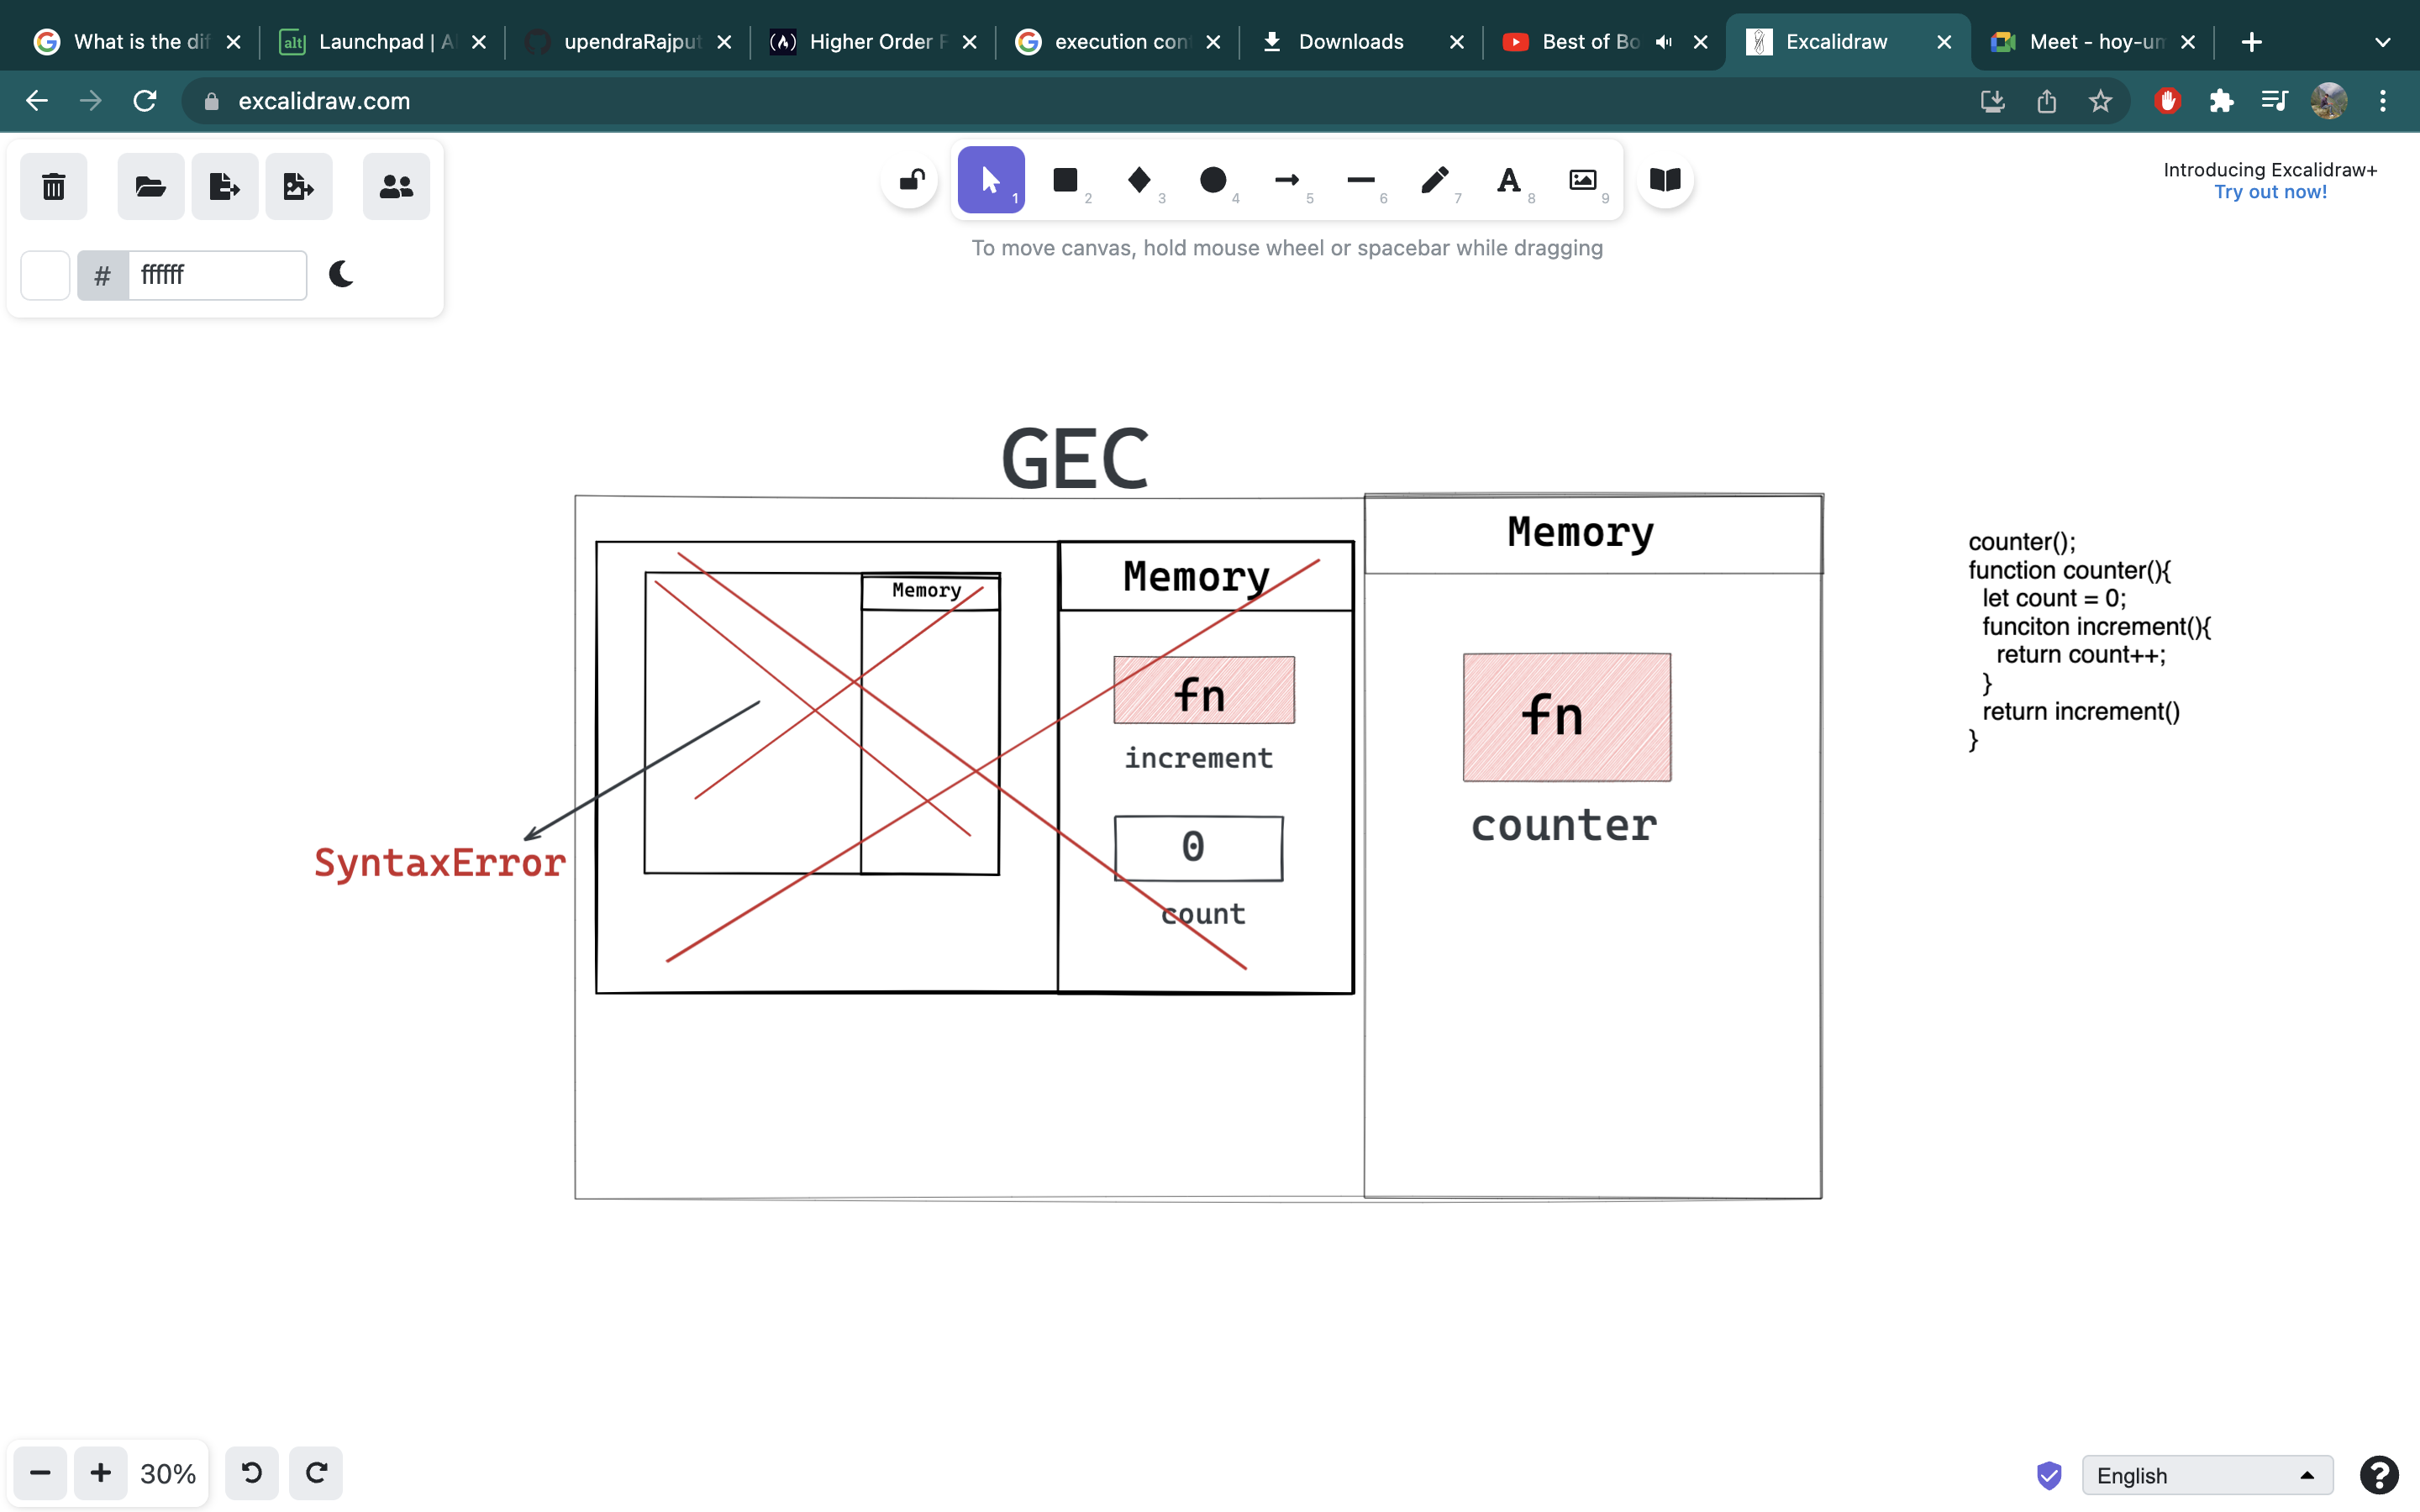 What is the dif
alt Launchpad | A
upendraRajput
Higher Order F
execution con
Downloads
Best of Bo
Excalidraw
Meet - hoy-un
excalidraw.com
1 2 3 4 5 6 7 A 8 9
Introducing Excalidraw+
Try out now!
To move canvas, hold mouse wheel or spacebar while dragging
# ffffff
GEC
Memory
Memory
Memory
fn
increment
0
count
fn
counter
SyntaxError
counter();
function counter(){
let count = 0;
funciton increment(){
return count++;
}
return increment()
}
30%
English
?